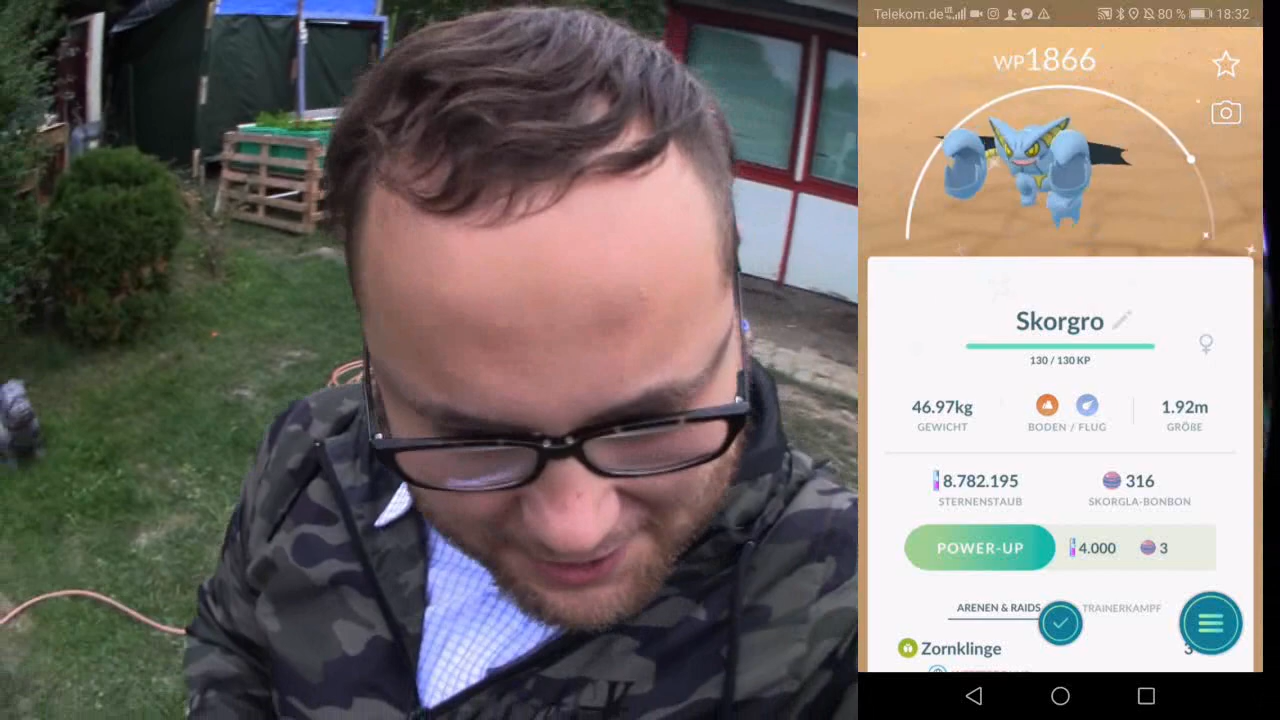 Telekom.de 80 % 18:32
WP1866
Skorgro
130 / 130 KP
46.97kg
GEWICHT
BODEN / FLUG
1.92m
GRÖßE
8.782.195
STERNENSTAUB
316
SKORGLA-BONBON
POWER-UP
4.000
3
ARENEN & RAIDS
TRAINERKAMPF
Zornklinge
3